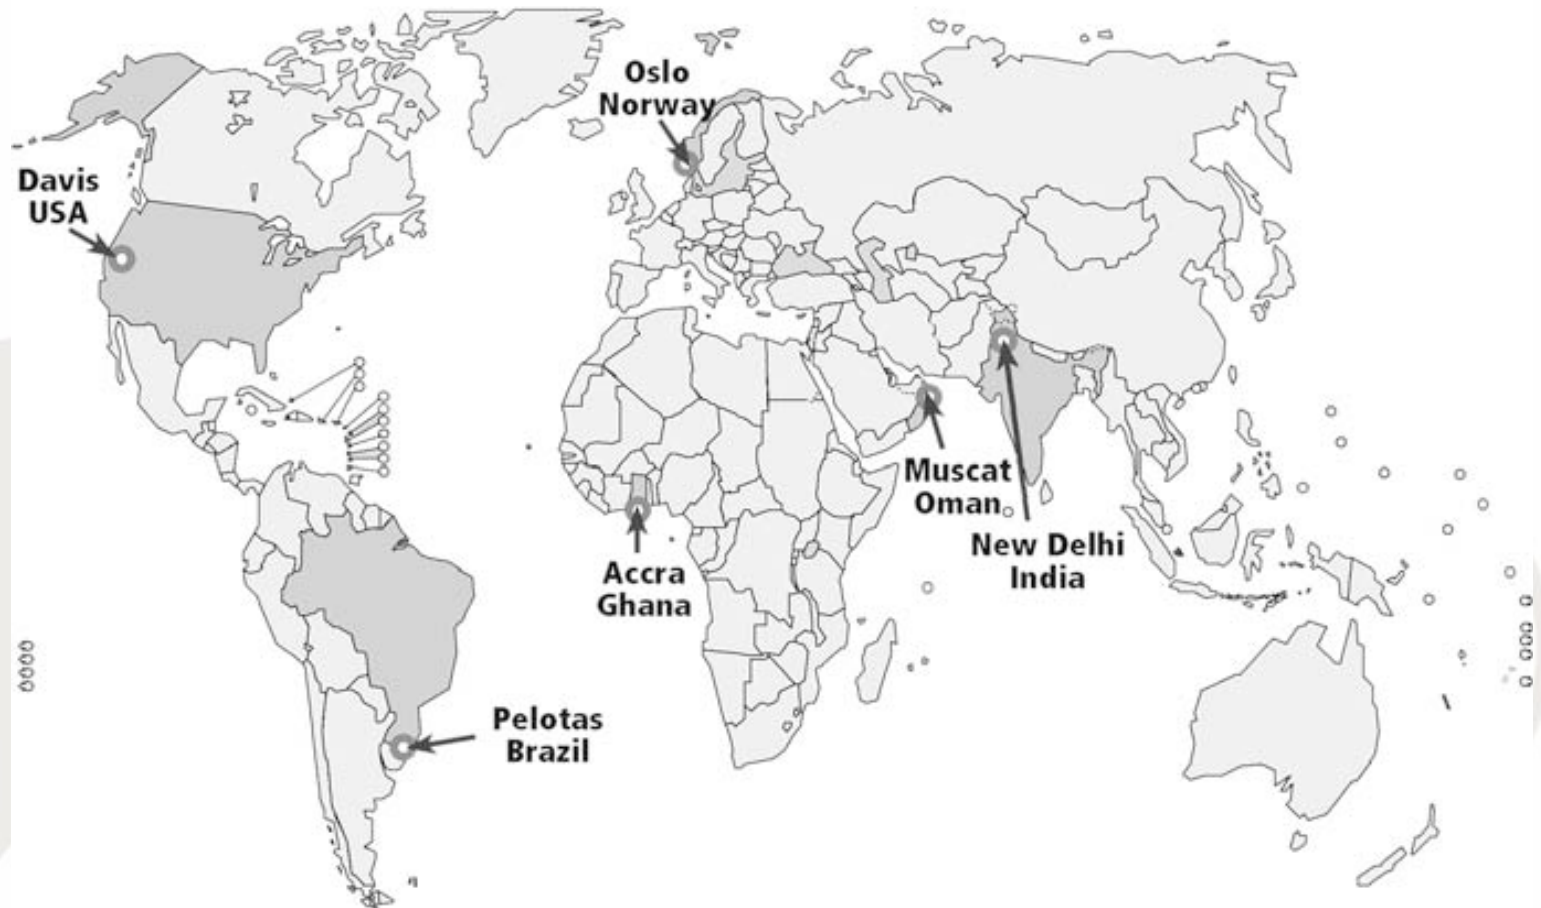 Oslo
Norway
Davis
USA
Muscat
Oman
New Delhi
India
Accra
Ghana
Pelotas
Brazil